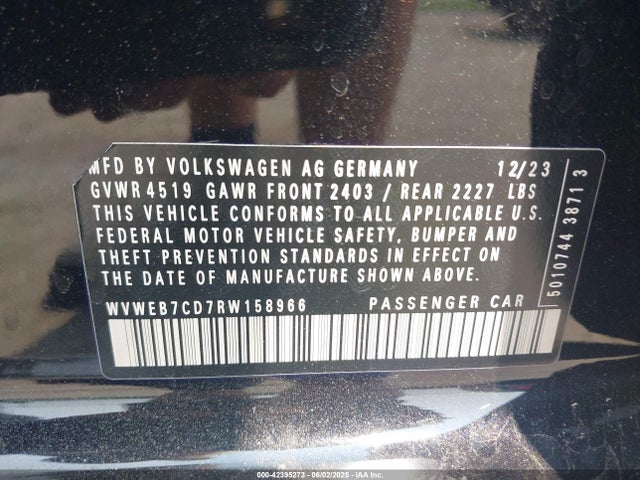 MFD BY VOLKSWAGEN AG GERMANY 12/23
GVWR 4519 GAWR FRONT 2403 / REAR 2227 LBS
THIS VEHICLE CONFORMS TO ALL APPLICABLE U.S.
FEDERAL MOTOR VEHICLE SAFETY, BUMPER AND
THEFT PREVENTION STANDARDS IN EFFECT ON
THE DATE OF MANUFACTURE SHOWN ABOVE.
WVWEB7CD7RW158966 PASSENGER CAR
5010744 3871 3
000-42395273 - 06/02/2025 - IAAI.com